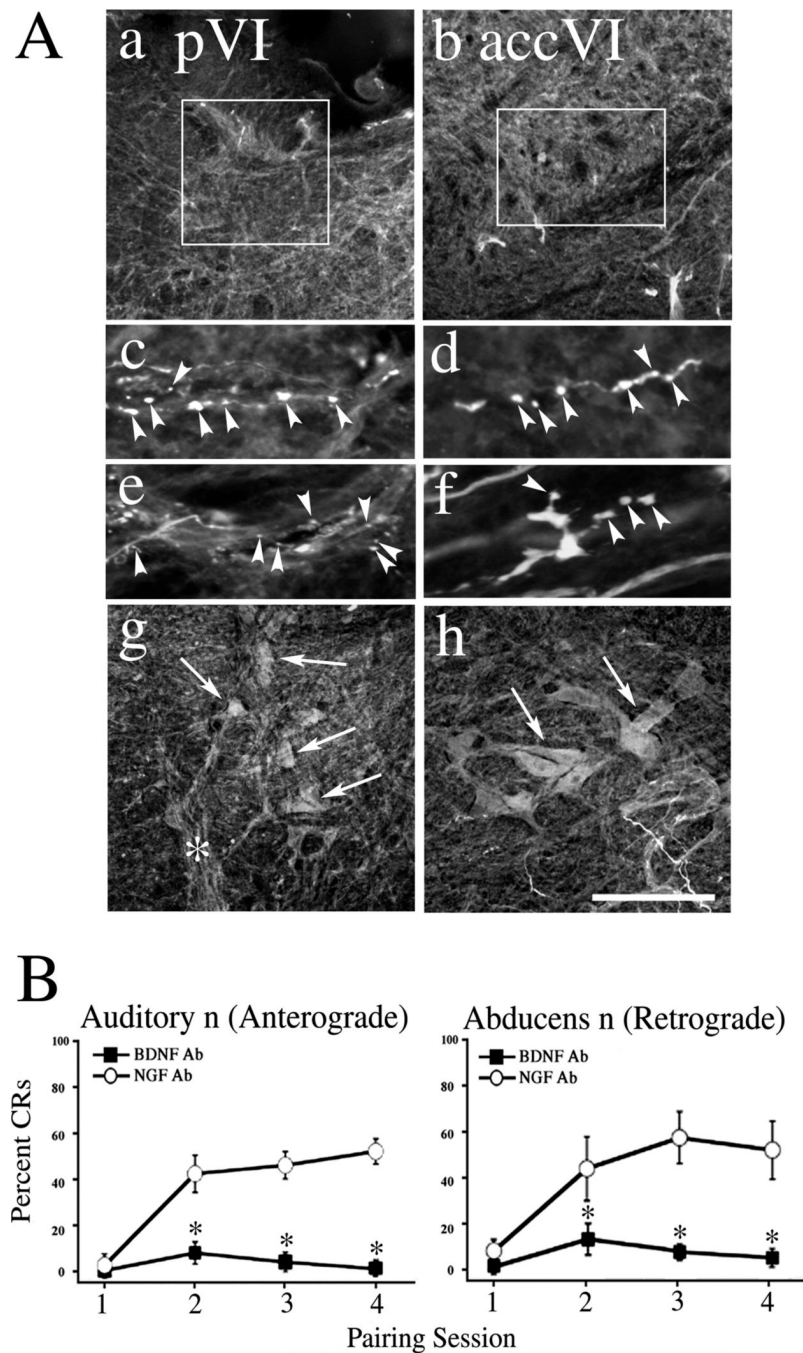 A
a pVI
b accVI
c
d
e
f
g
*
h
B
Auditory n (Anterograde)
Abducens n (Retrograde)
Percent CRs
100
80
60
40
20
0
BDNF Ab
NGF Ab
*
*
*
1
2
3
4
100
80
60
40
20
0
BDNF Ab
NGF Ab
*
*
*
1
2
3
4
Pairing Session